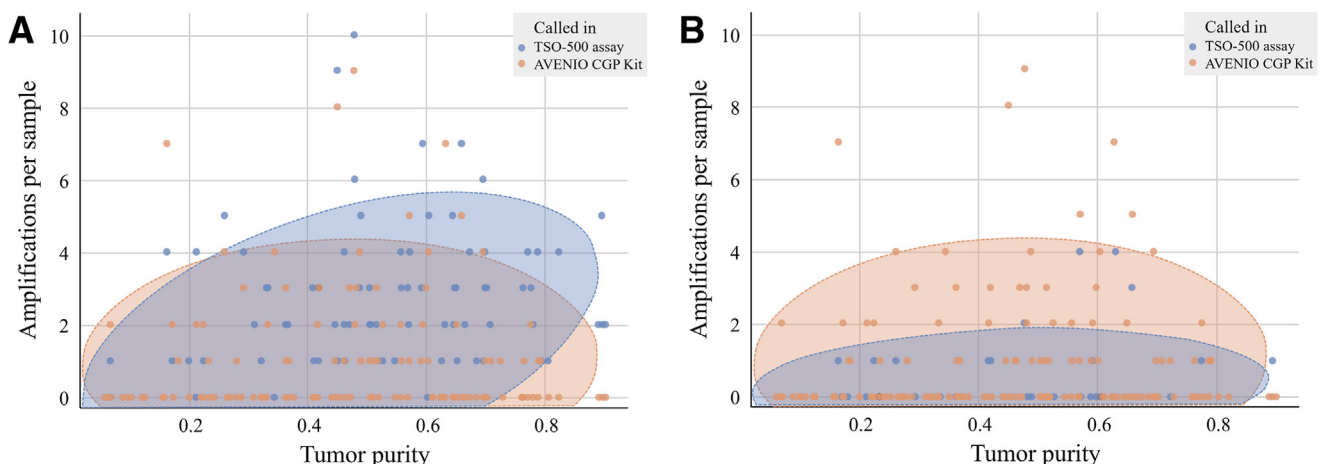 A
Called in
TSO-500 assay
AVENIO CGP Kit
Amplifications per sample
10
8
6
4
2
0
0.2
0.4
0.6
0.8
Tumor purity
B
Called in
TSO-500 assay
AVENIO CGP Kit
Amplifications per sample
10
8
6
4
2
0
0.2
0.4
0.6
0.8
Tumor purity